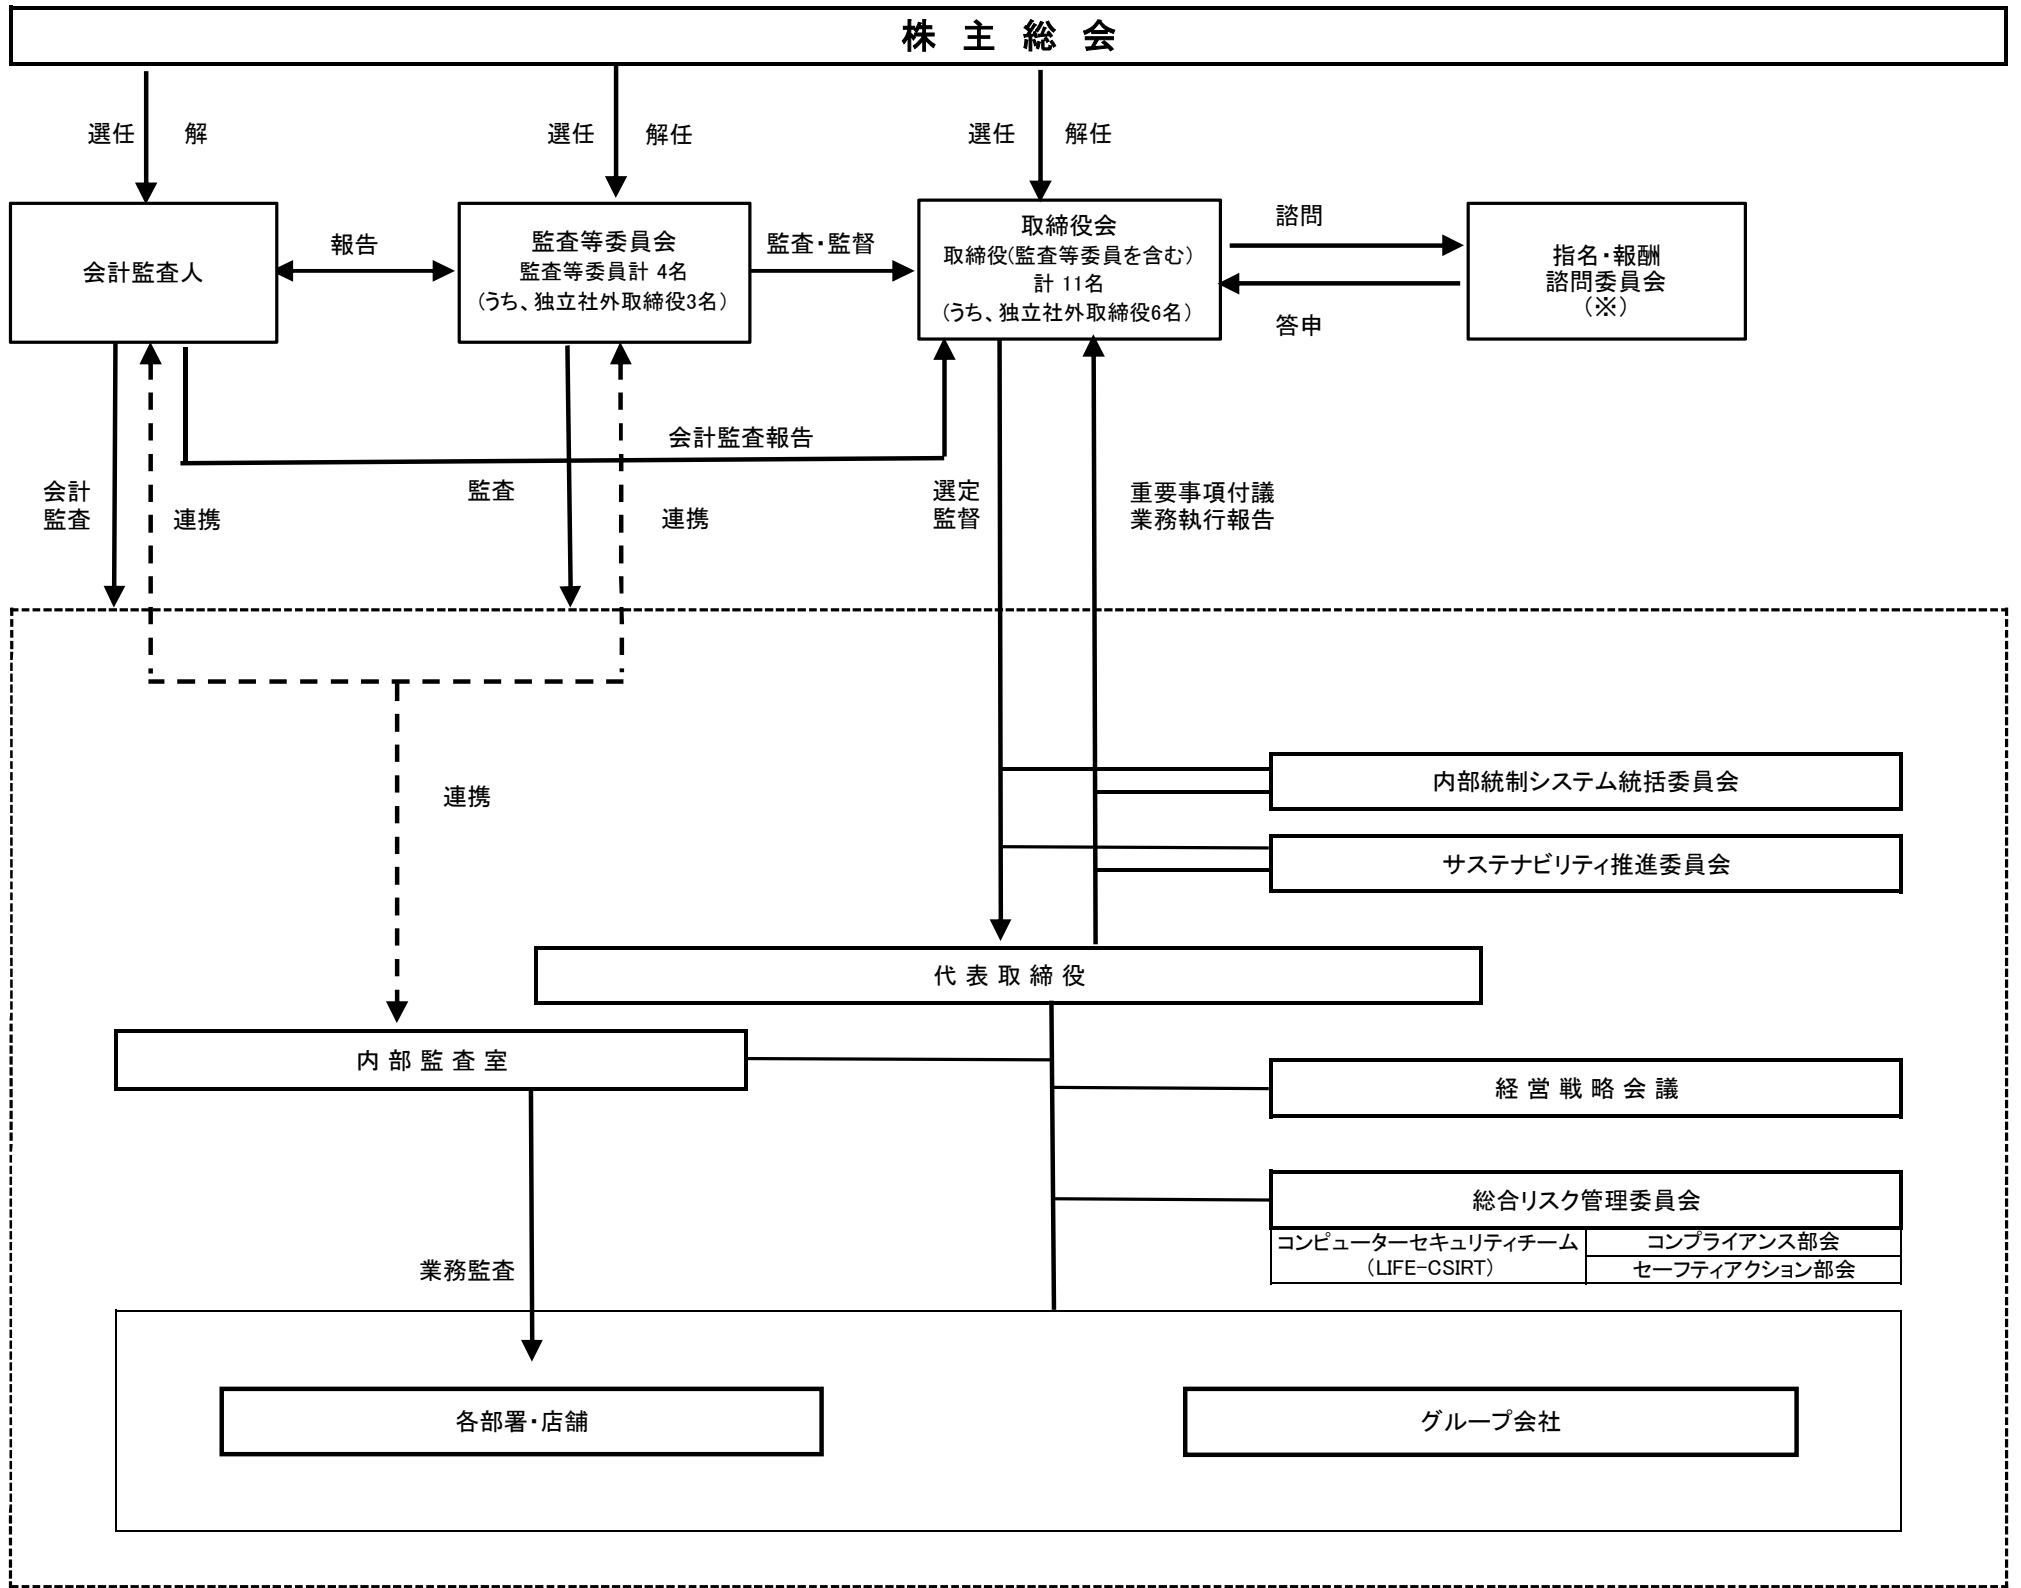 株 主 総 会
選任 解
選任 解任
選任 解任
会計監査人
報告
監査等委員会
監査等委員計 4名
(うち、独立社外取締役3名)
監査・監督
取締役会
取締役(監査等委員を含む)
計 11名
(うち、独立社外取締役6名)
諮問
答申
指名・報酬
諮問委員会
(※)
会計監査報告
会計
監査
連携
監査
連携
選定
監督
重要事項付議
業務執行報告
連携
内部統制システム統括委員会
サステナビリティ推進委員会
代 表 取 締 役
内 部 監 査 室
経 営 戦 略 会 議
総合リスク管理委員会
コンピューターセキュリティチーム
(LIFE-CSIRT)
コンプライアンス部会
セーフティアクション部会
業務監査
各部署・店舗
グループ会社